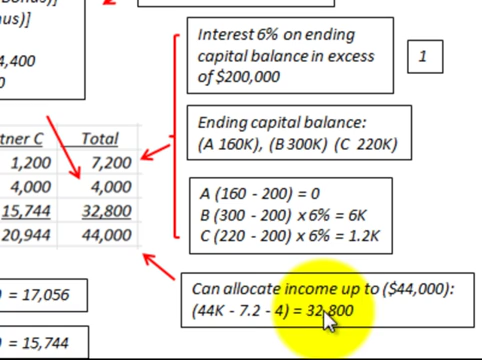 onus)]
us)]
4,400
0
Interest 6% on ending
capital balance in excess
of $200,000
1
Ending capital balance:
(A 160K), (B 300K) (C 220K)
tner C Total
1,200 7,200
4,000 4,000
15,744 32,800
20,944 44,000
A (160 - 200) = 0
B (300 - 200) x 6% = 6K
C (220 - 200) x 6% = 1.2K
Can allocate income up to ($44,000):
(44K - 7.2 - 4) = 32,800
) = 17,056
) = 15,744